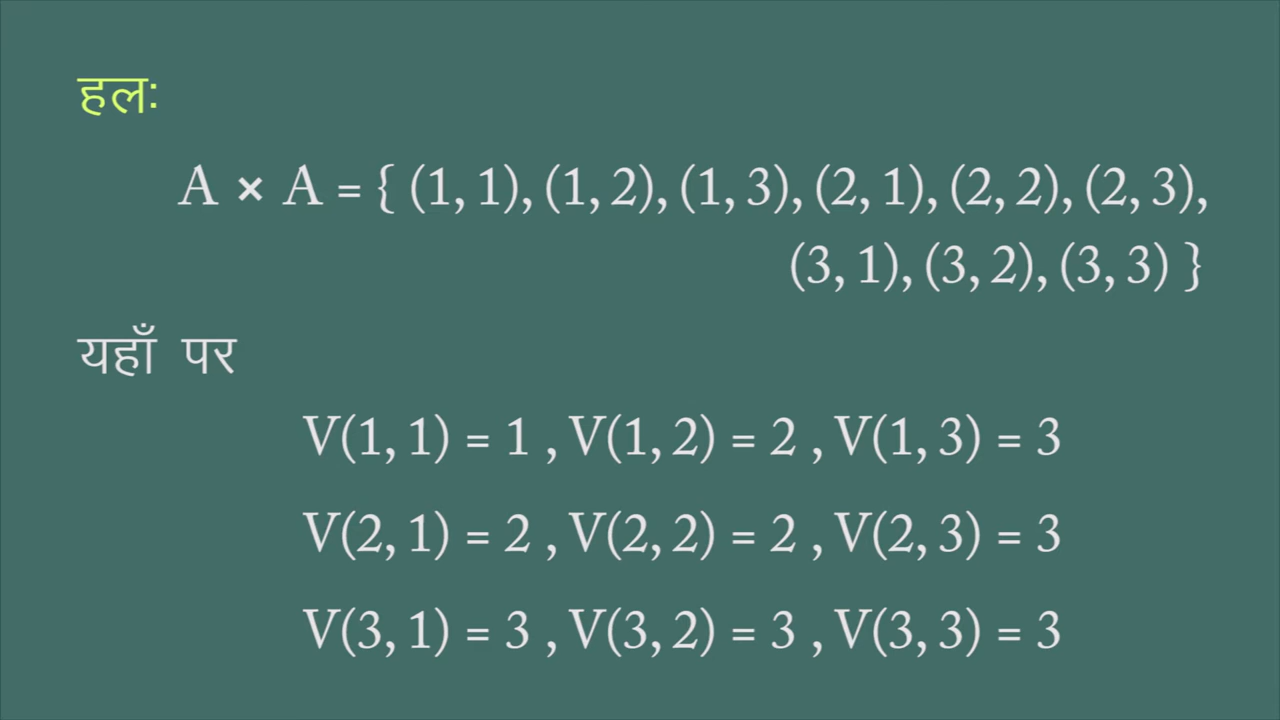 हलः
A × A = { (1, 1), (1, 2), (1, 3), (2, 1), (2, 2), (2, 3),
(3, 1), (3, 2), (3, 3) }
यहाँ पर
V(1, 1) = 1 , V(1, 2) = 2 , V(1, 3) = 3
V(2, 1) = 2 , V(2, 2) = 2 , V(2, 3) = 3
V(3, 1) = 3 , V(3, 2) = 3 , V(3, 3) = 3